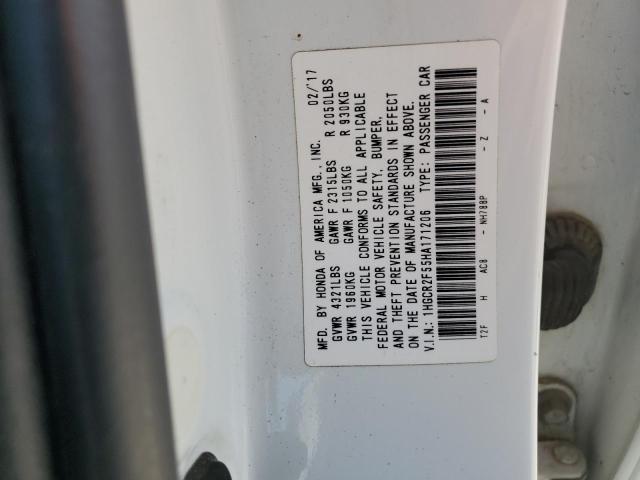 MFD. BY HONDA OF AMERICA MFG., INC. 02/'17
GVWR 4321LBS GAWR F 2315LBS R 2050LBS
GVWR 1960KG GAWR F 1050KG R 930KG
THIS VEHICLE CONFORMS TO ALL APPLICABLE
FEDERAL MOTOR VEHICLE SAFETY, BUMPER,
AND THEFT PREVENTION STANDARDS IN EFFECT
ON THE DATE OF MANUFACTURE SHOWN ABOVE.
V.I.N.: 1HGCR2F55HA171206 TYPE: PASSENGER CAR
T2F H AC8 - NH788P - Z - A